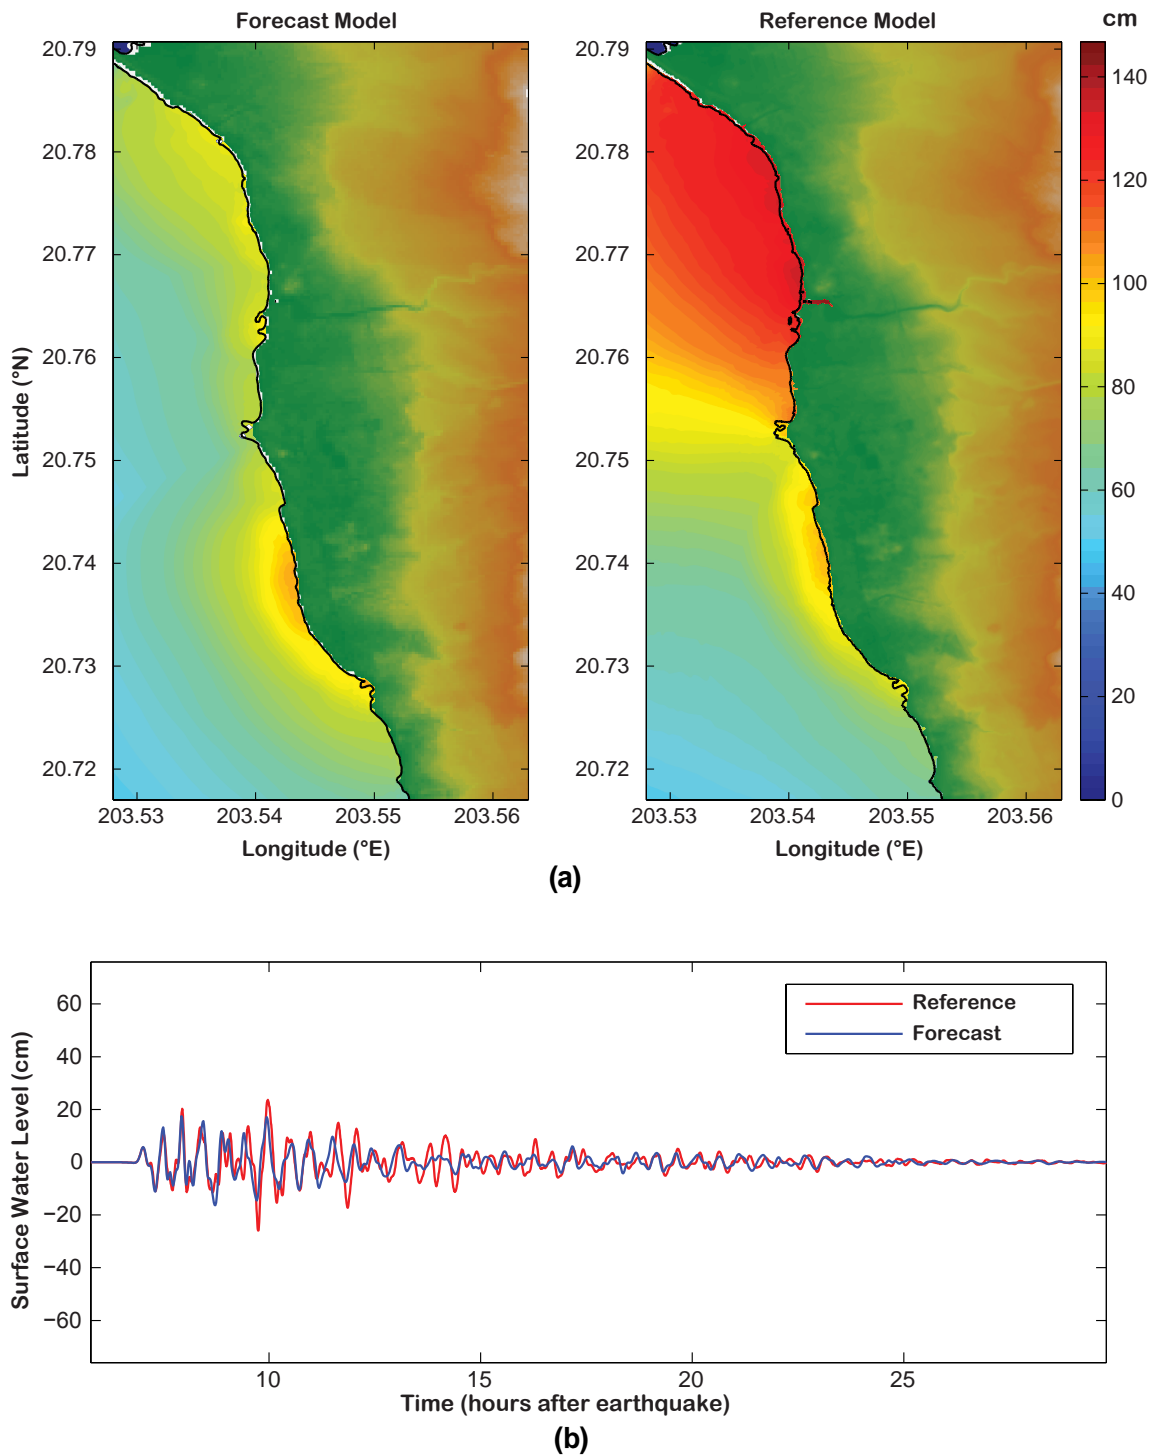 Forecast Model
Reference Model
cm
20.79
20.78
20.77
20.76
20.75
20.74
20.73
20.72
Latitude (°N)
203.53 203.54 203.55 203.56
Longitude (°E)
20.79
20.78
20.77
20.76
20.75
20.74
20.73
20.72
203.53 203.54 203.55 203.56
Longitude (°E)
140
120
100
80
60
40
20
0
(a)
60
40
20
0
−20
−40
−60
Surface Water Level (cm)
Reference
Forecast
10 15 20 25
Time (hours after earthquake)
(b)